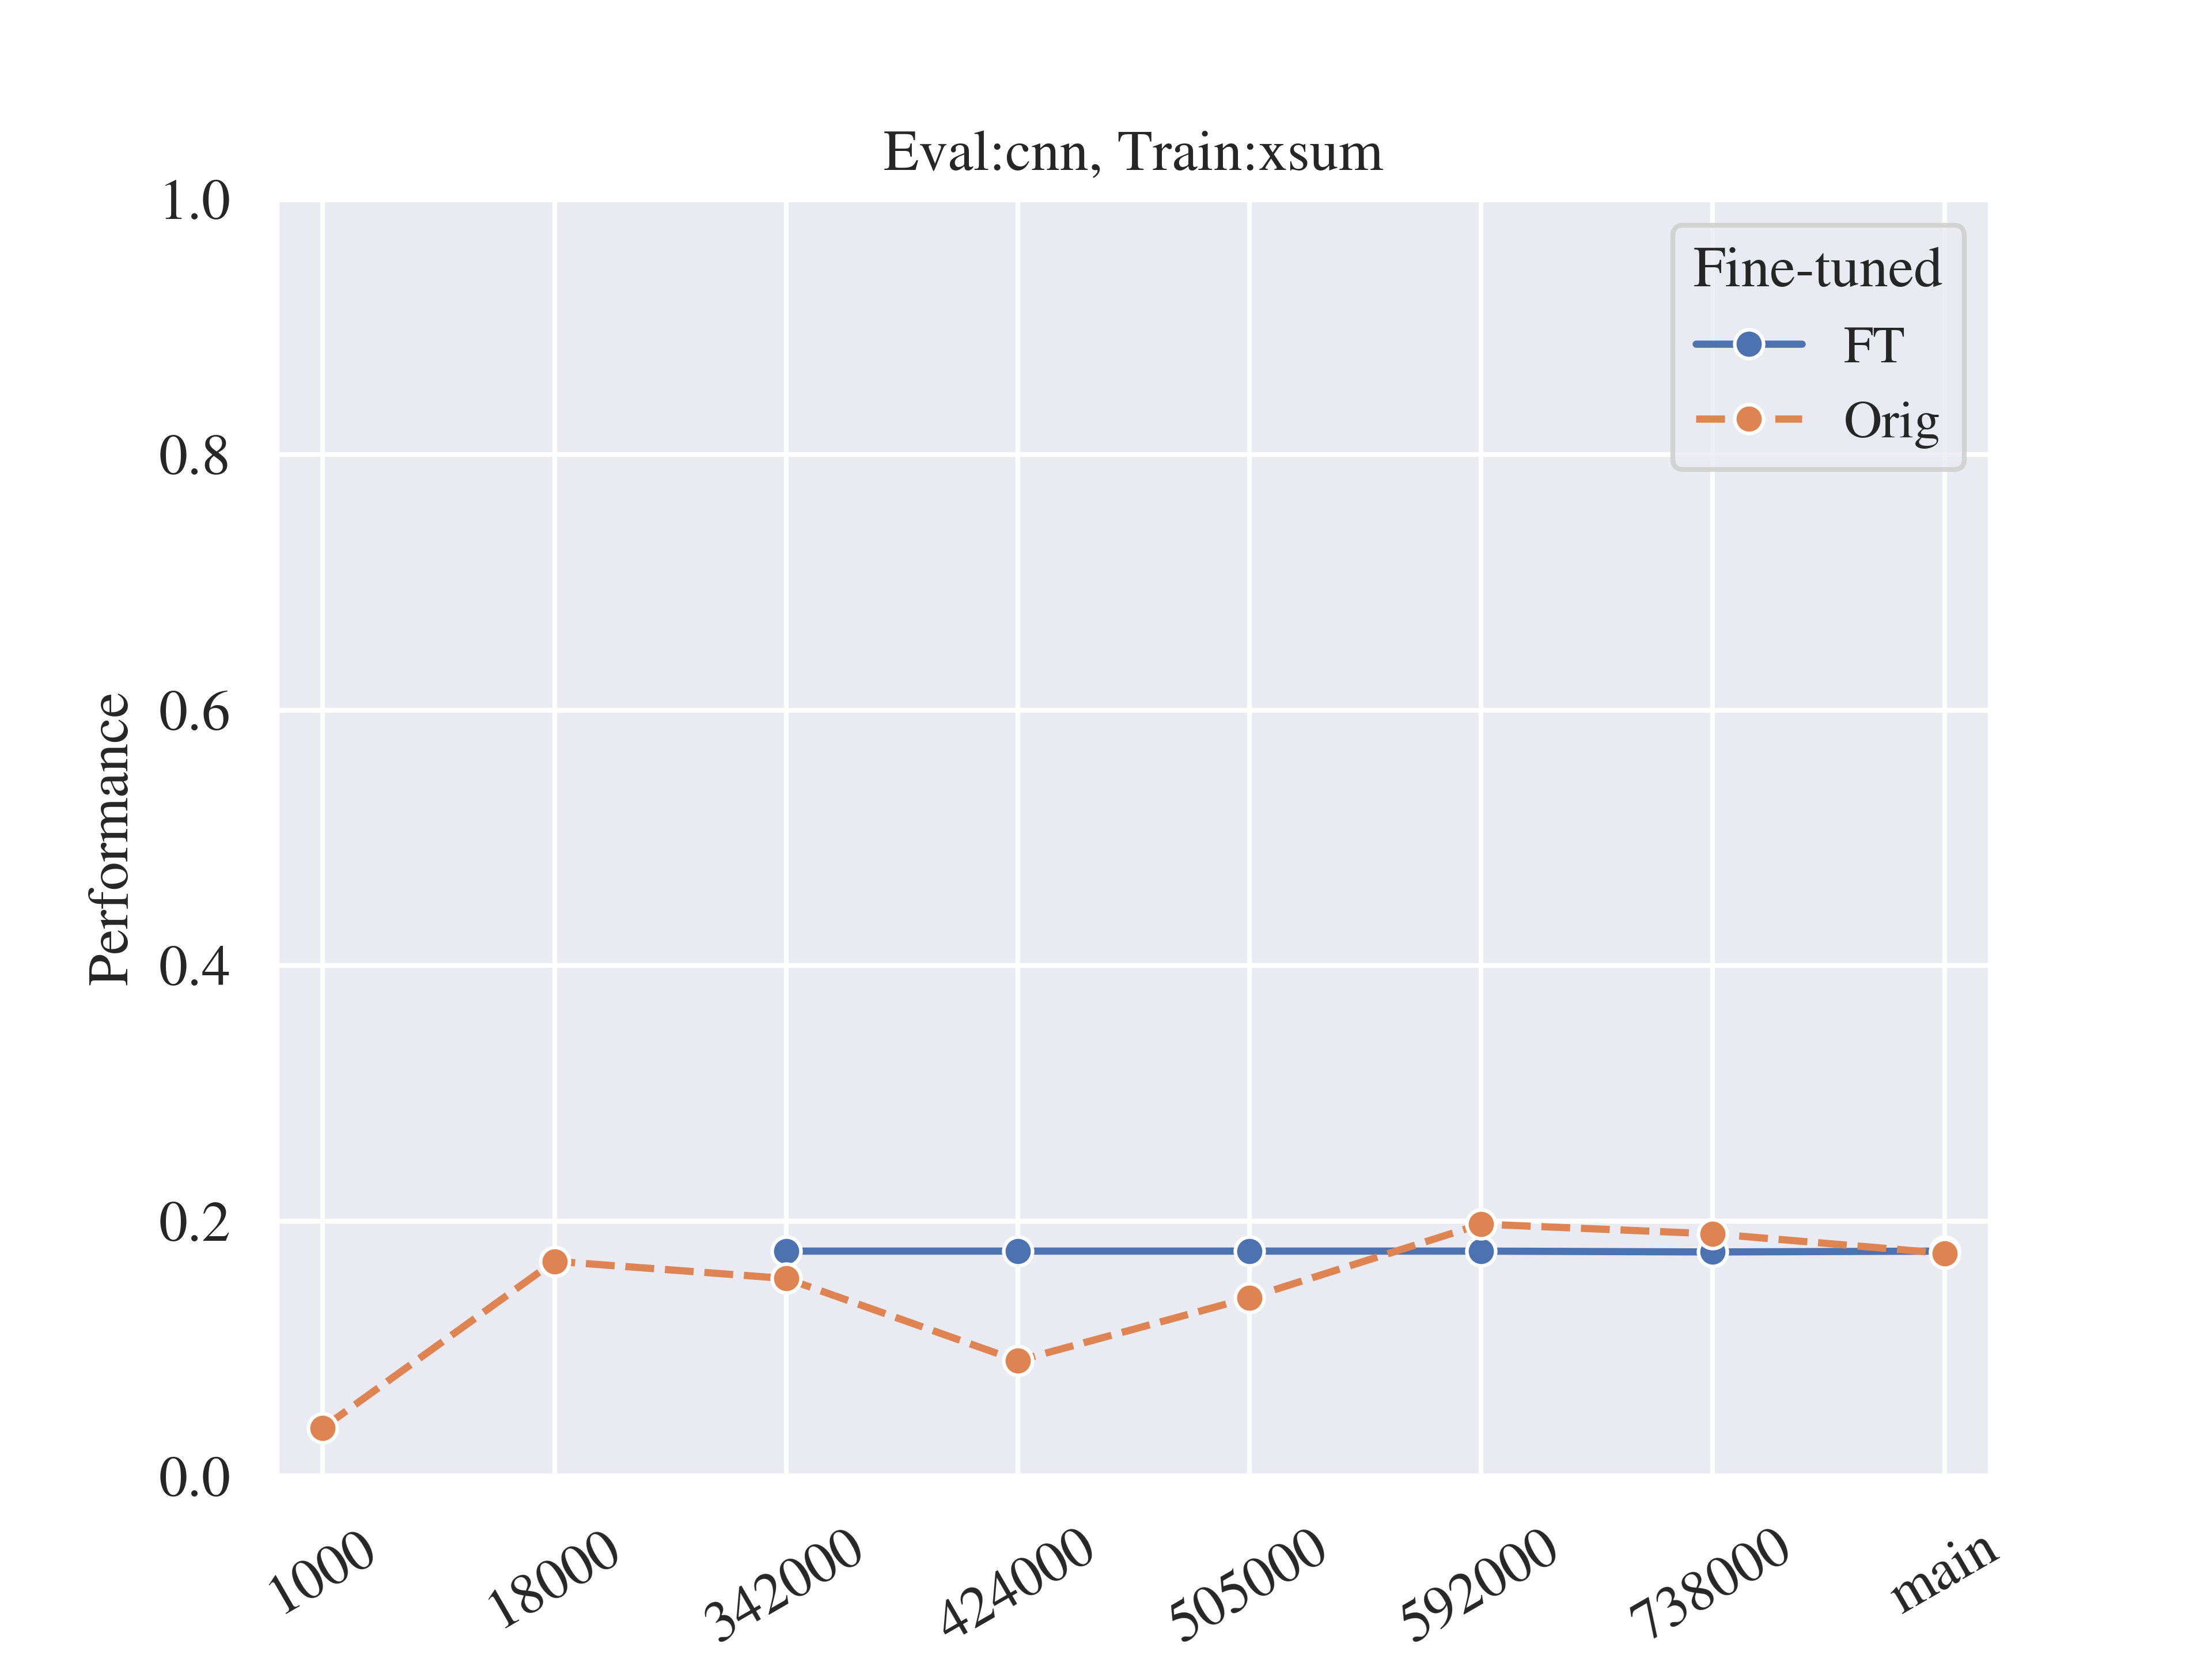 Eval:cnn, Train:xsum
1.0
0.8
0.6
0.4
0.2
0.0
Performance
Fine-tuned
FT
Orig
1000
18000
342000
424000
505000
592000
738000
main